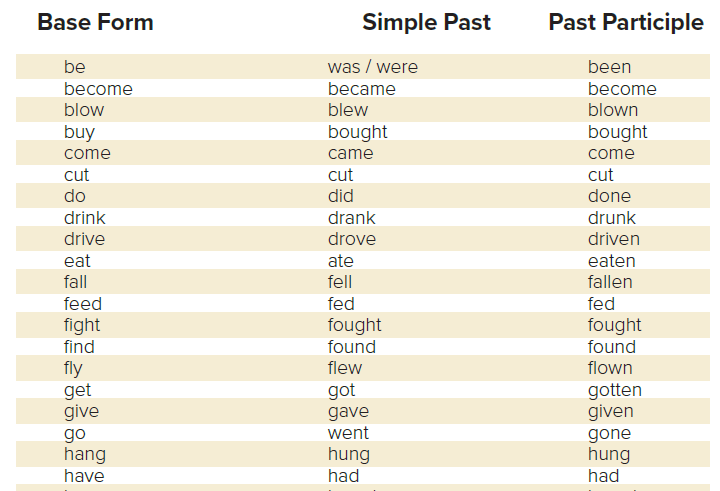 Base Form Simple Past Past Participle
be was / were been
become became become
blow blew blown
buy bought bought
come came come
cut cut cut
do did done
drink drank drunk
drive drove driven
eat ate eaten
fall fell fallen
feed fed fed
fight fought fought
find found found
fly flew flown
get got gotten
give gave given
go went gone
hang hung hung
have had had